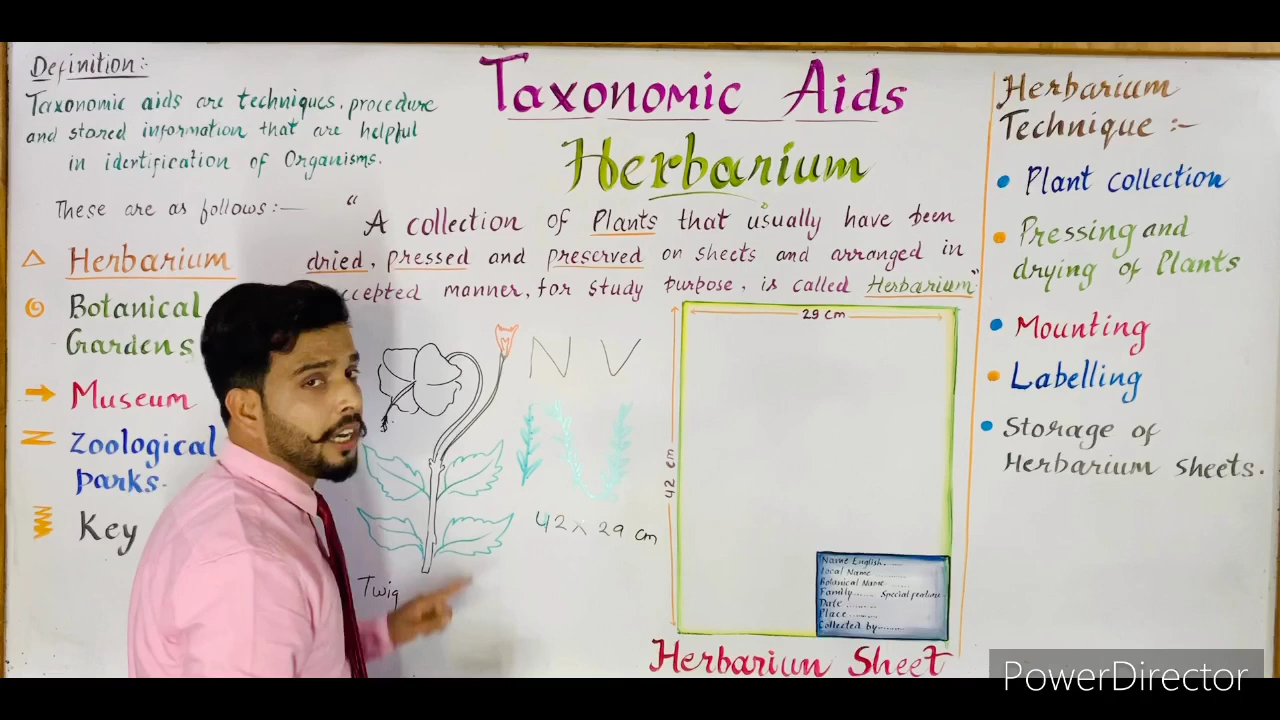 Definition:-
Taxonomic aids are techniques, procedure
and stored information that are helpful
in identification of Organisms.
These are as follows:—
Herbarium
Botanical
Gardens
Museum
Zoological
parks.
Key
Taxonomic Aids
Herbarium
" A collection of Plants that usually have been
dried, pressed and preserved on sheets and arranged in
ccepted manner, for study purpose, is called Herbarium"
N V
42 x 29 cm
Twig
29 cm
42 cm
Name English......
Local Name ......
Botanical Name......
Family...... Special feature..
Date ..........
Place ..........
Collected by.........
Herbarium Sheet
Herbarium
Technique :-
• Plant collection
• Pressing and
drying of Plants
• Mounting
• Labelling
• Storage of
Herbarium sheets.
PowerDirector